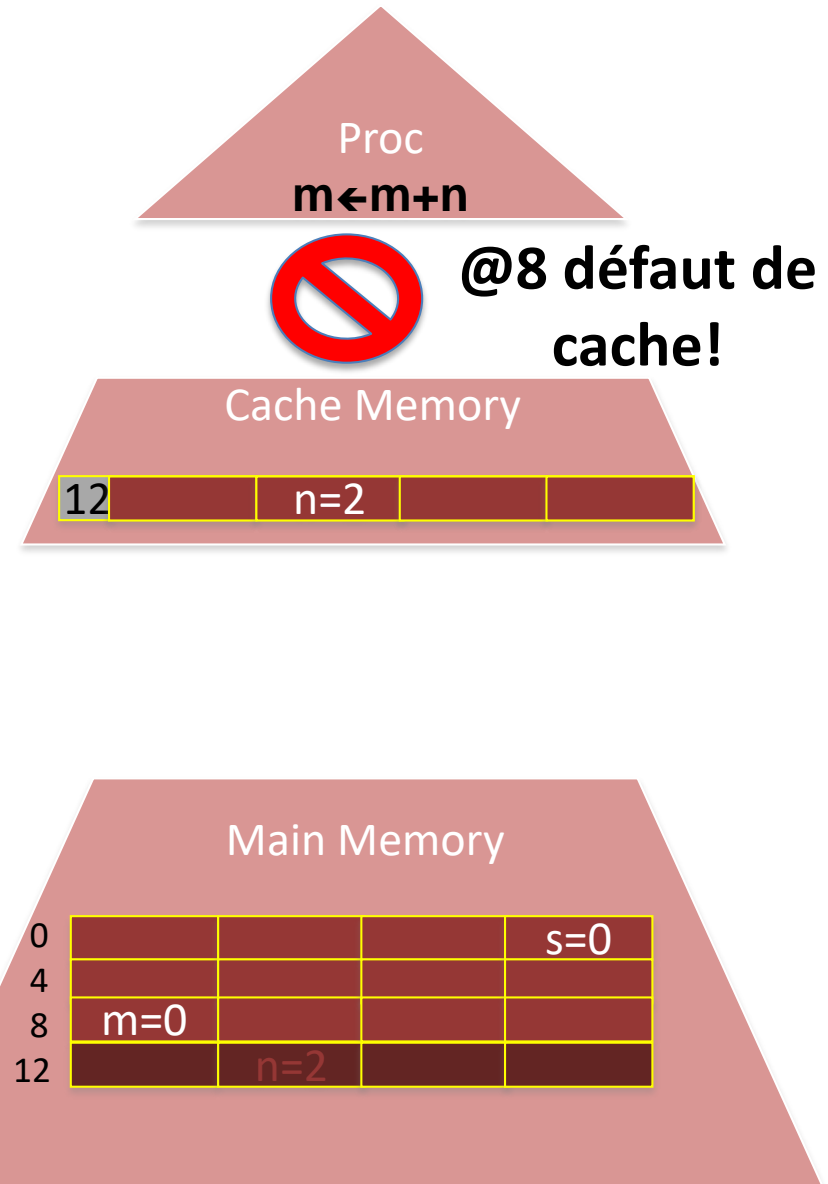 Proc
m←m+n
@8 défaut de
cache!
Cache Memory
12 n=2
Main Memory
0 s=0
4
8 m=0
12 n=2